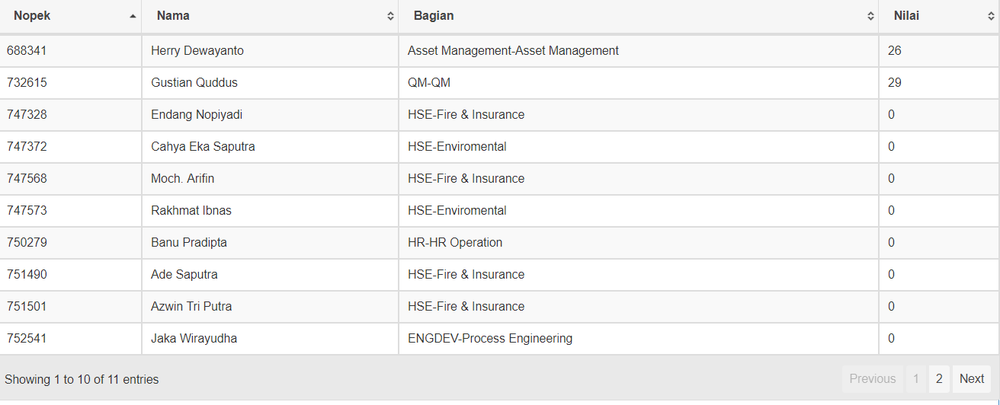 Nopek Nama Bagian Nilai
688341 Herry Dewayanto Asset Management-Asset Management 26
732615 Gustian Quddus QM-QM 29
747328 Endang Nopiyadi HSE-Fire & Insurance 0
747372 Cahya Eka Saputra HSE-Enviromental 0
747568 Moch. Arifin HSE-Fire & Insurance 0
747573 Rakhmat Ibnas HSE-Enviromental 0
750279 Banu Pradipta HR-HR Operation 0
751490 Ade Saputra HSE-Fire & Insurance 0
751501 Azwin Tri Putra HSE-Fire & Insurance 0
752541 Jaka Wirayudha ENGDEV-Process Engineering 0
Showing 1 to 10 of 11 entries Previous 1 2 Next